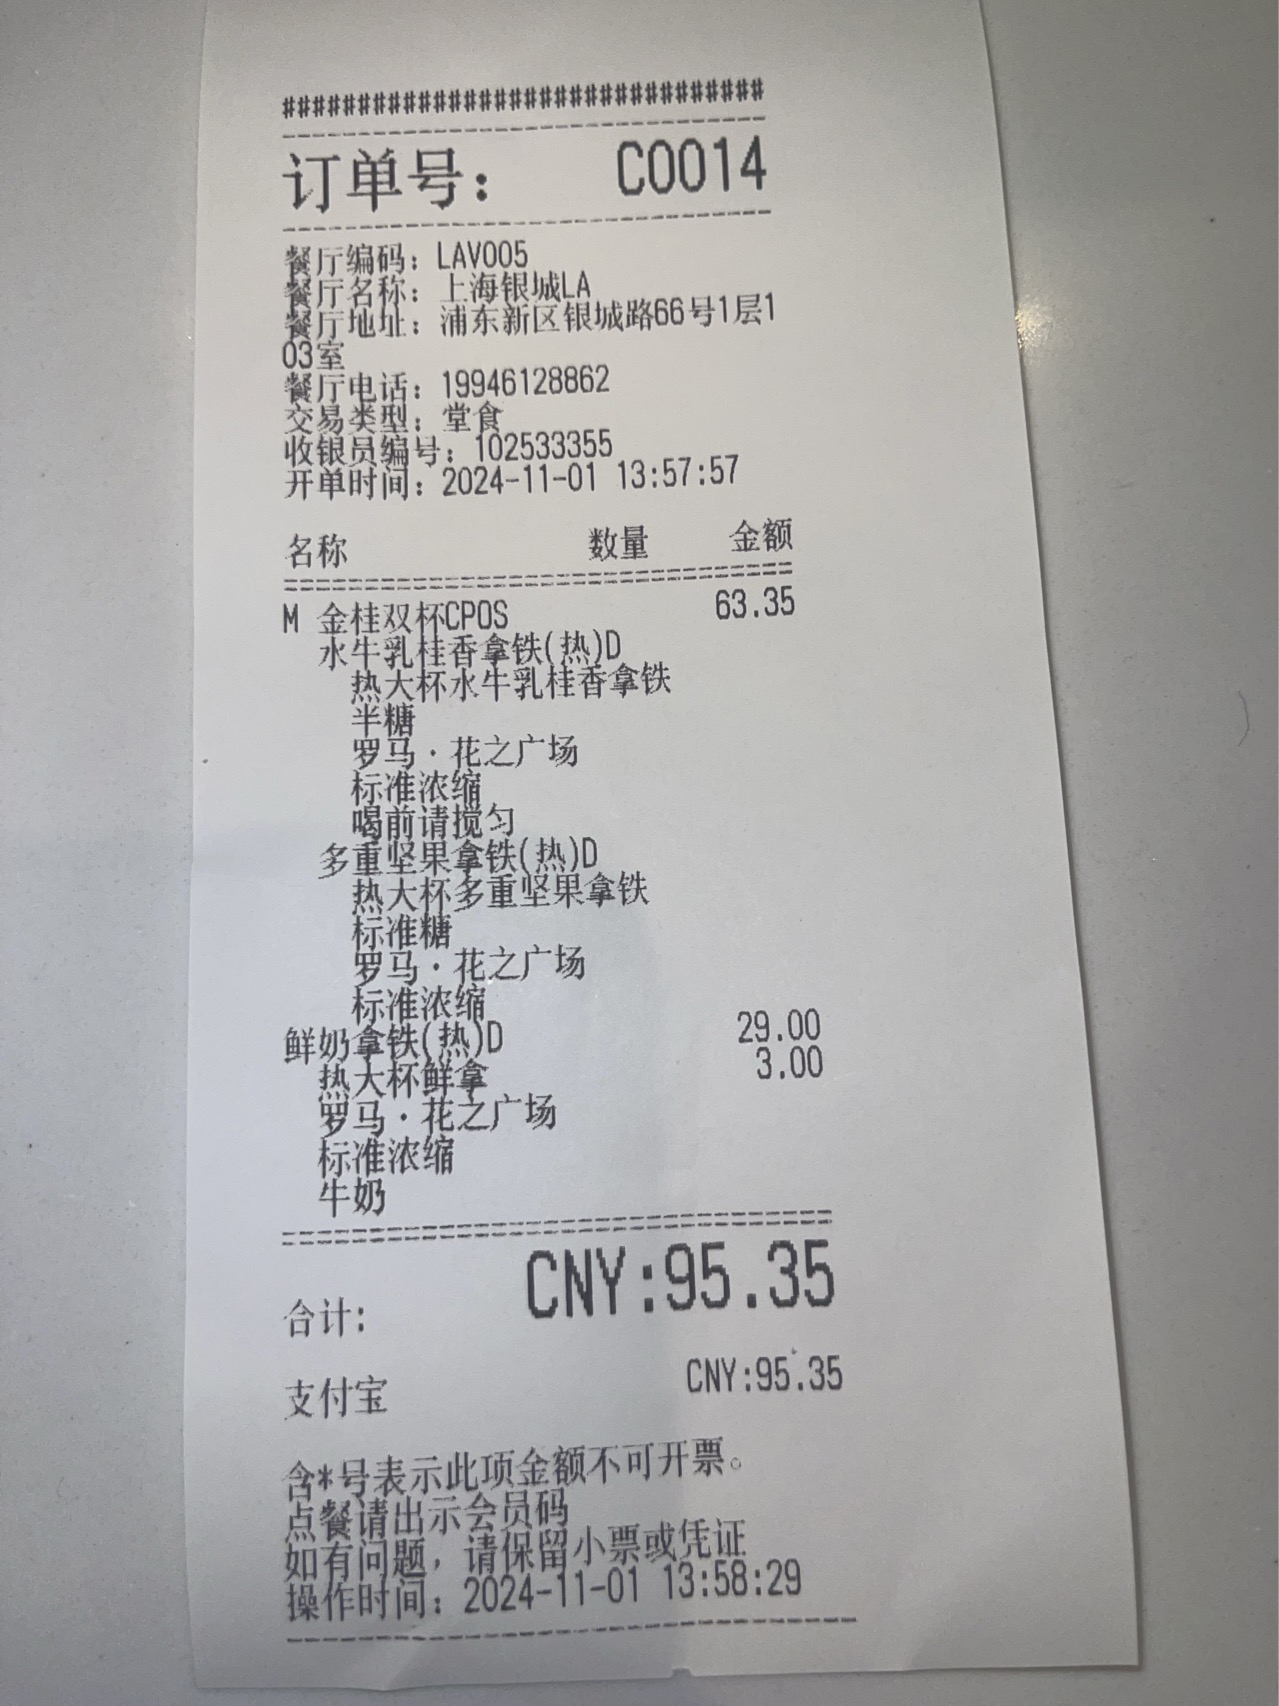 ################################
订单号： C0014
餐厅编码：LAV005
餐厅名称：上海银城LA
餐厅地址：浦东新区银城路66号1层1
03室
餐厅电话：19946128862
交易类型：堂食
收银员编号：102533355
开单时间：2024-11-01 13:57:57
名称 数量 金额
M 金桂双杯CPOS 63.35
水牛乳桂香拿铁(热)D
热大杯水牛乳桂香拿铁
半糖
罗马·花之广场
标准浓缩
喝前请搅匀
多重坚果拿铁(热)D
热大杯多重坚果拿铁
标准糖
罗马·花之广场
标准浓缩
鲜奶拿铁(热)D 29.00
热大杯鲜拿 3.00
罗马·花之广场
标准浓缩
牛奶
合计: CNY:95.35
支付宝 CNY:95.35
含*号表示此项金额不可开票。
点餐请出示会员码
如有问题，请保留小票或凭证
操作时间：2024-11-01 13:58:29